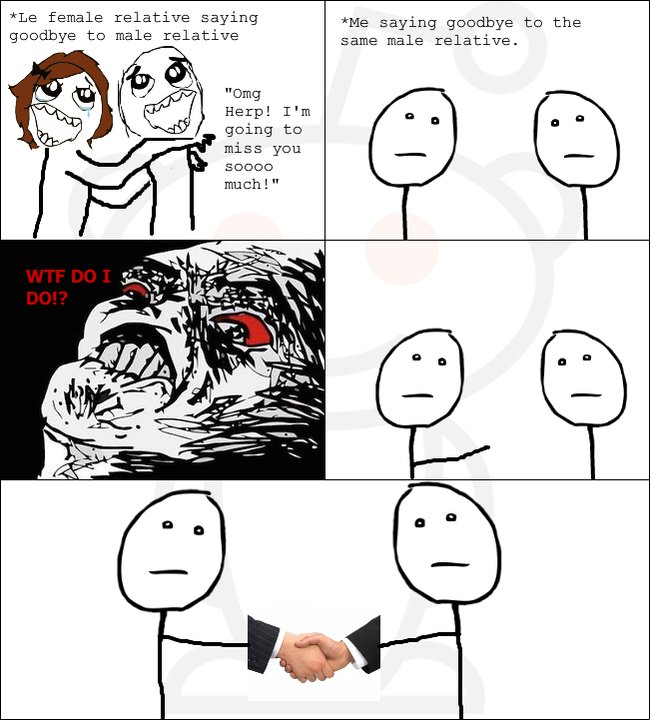 *Le female relative saying
goodbye to male relative
"Omg
Herp! I'm
going to
miss you
soooo
much!"
*Me saying goodbye to the
same male relative.
WTF DO I
DO!?